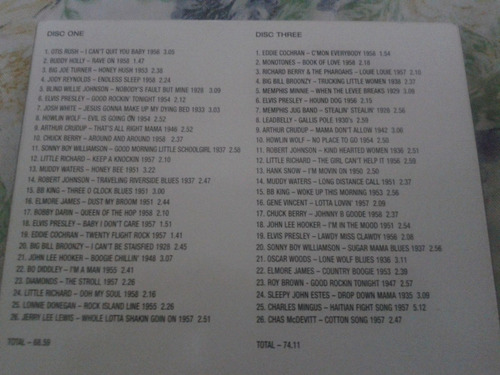 DISC ONE
1. OTIS RUSH – I CAN'T QUIT YOU BABY 1956 3.05
2. BUDDY HOLLY – RAVE ON 1958 1.47
3. BIG JOE TURNER – HONEY HUSH 1953 2.38
4. JODY REYNOLDS – ENDLESS SLEEP 1958 2.24
5. BLIND WILLIE JOHNSON – NOBODY'S FAULT BUT MINE 1928 3.09
6. ELVIS PRESLEY – GOOD ROCKIN' TONIGHT 1954 2.12
7. JOSH WHITE – JESUS GONNA MAKE UP MY DYING BED 1933 3.03
8. HOWLIN WOLF – EVIL IS GOING ON 1954 2.52
9. ARTHUR CRUDUP – THAT'S ALL RIGHT MAMA 1946 2.52
10. CHUCK BERRY – AROUND AND AROUND 1958 2.37
11. SONNY BOY WILLIAMSON – GOOD MORNING LITTLE SCHOOLGIRL 1937 2.58
12. LITTLE RICHARD – KEEP A KNOCKIN 1957 2.10
13. MUDDY WATERS – HONEY BEE 1951 3.22
14. ROBERT JOHNSON – TRAVELING RIVERSIDE BLUES 1937 2.47
15. BB KING – THREE O CLOCK BLUES 1951 3.00
16. ELMORE JAMES – DUST MY BROOM 1951 2.44
17. BOBBY DARIN – QUEEN OF THE HOP 1958 2.10
18. ELVIS PRESLEY – BABY I DON'T CARE 1957 1.51
19. EDDIE COCHRAN – TWENTY FLIGHT ROCK 1957 1.41
20. BIG BILL BROONZY – I CAN'T BE STAISFIED 1928 2.45
21. JOHN LEE HOOKER – BOOGIE CHILLIN' 1948 3.07
22. BO DIDDLEY – I'M A MAN 1955 2.41
23. DIAMONDS – THE STROLL 1957 2.26
24. LITTLE RICHARD – OOH MY SOUL 1958 2.16
25. LONNIE DONEGAN – ROCK ISLAND LINE 1955 2.26
26. JERRY LEE LEWIS – WHOLE LOTTA SHAKIN GOIN ON 1957 2.51
TOTAL – 68.59
DISC THREE
1. EDDIE COCHRAN – C'MON EVERYBODY 1958 1.54
2. MONOTONES – BOOK OF LOVE 1958 2.18
3. RICHARD BERRY & THE PHAROAHS – LOUIE LOUIE 1957 2.10
4. BIG BILL BROONZY – TRUCKING LITTLE WOMEN 1938 2.37
5. MEMPHIS MINNIE – WHEN THE LEVEE BREAKS 1929 3.08
6. ELVIS PRESLEY – HOUND DOG 1956 2.15
7. MEMPHIS JUG BAND – STEALIN' STEALIN' 1928 2.56
8. LEADBELLY – GALLIS POLE 1930'S 2.59
9. ARTHUR CRUDUP – MAMA DON'T ALLOW 1942 3.08
10. HOWLIN WOLF – NO PLACE TO GO 1954 2.50
11. ROBERT JOHNSON – KIND HEARTED WOMEN 1936 2.51
12. LITTLE RICHARD – THE GIRL CAN'T HELP IT 1956 3.08
13. HANK SNOW – I'M MOVIN ON 1950 2.50
14. MUDDY WATERS – LONG DISTANCE CALL 1951 2.37
15. BB KING – WOKE UP THIS MORNING 1953 2.56
16. GENE VINCENT – LOTTA LOVIN' 1957 2.09
17. CHUCK BERRY – JOHNNY B GOODE 1958 2.37
18. JOHN LEE HOOKER – I'M IN THE MOOD 1951 2.54
19. ELVIS PRESLEY – LAWDY MISS CLAWDY 1956 2.08
20. SONNY BOY WILLIAMSON – SUGAR MAMA BLUES 1937 2.56
21. OSCAR WOODS – LONE WOLF BLUES 1936 3.11
22. ELMORE JAMES – COUNTRY BOOGIE 1953 2.38
23. ROY BROWN – GOOD ROCKIN TONIGHT 1947 2.57
24. SLEEPY JOHN ESTES – DROP DOWN MAMA 1935 3.09
25. CHARLES MINGUS – HAITIAN FIGHT SONG 1957 5.12
26. CHAS McDEVITT – COTTON SONG 1957 2.47
TOTAL – 74.11